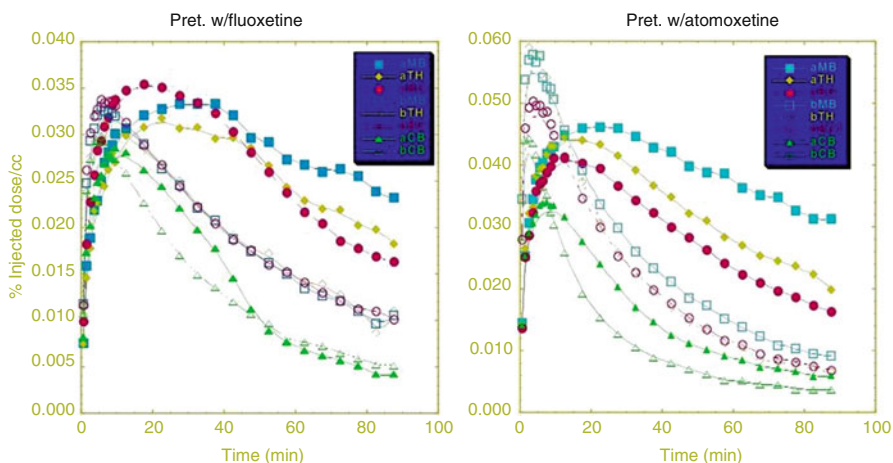 Pret. w/fluoxetine
Pret. w/atomoxetine
% Injected dose/cc
0.040
0.035
0.030
0.025
0.020
0.015
0.010
0.005
0.000
0
20
40
60
80
100
Time (min)
aMB
aTH
bMB
bTH
aCB
bCB
0.060
0.050
0.040
0.030
0.020
0.010
0.000
0
20
40
60
80
100
Time (min)
aMB
aTH
bMB
bTH
aCB
bCB